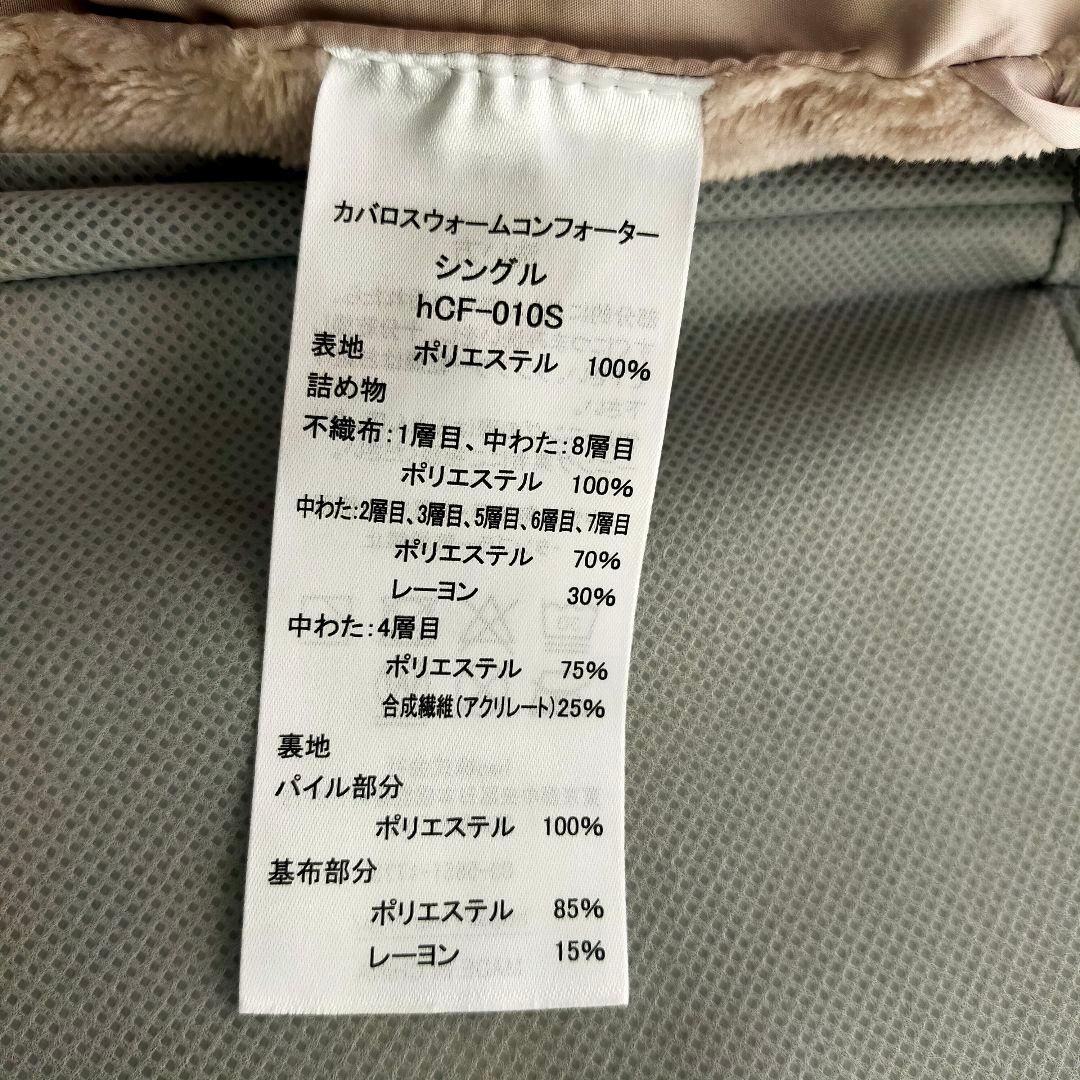 カバロスウォームコンフォーター
シングル
hCF-010S
表地 ポリエステル 100%
詰め物
不織布:1層目、中わた:8層目
ポリエステル 100%
中わた:2層目、3層目、5層目、6層目、7層目
ポリエステル 70%
レーヨン 30%
中わた:4層目
ポリエステル 75%
合成繊維(アクリレート)25%
裏地
パイル部分
ポリエステル 100%
基布部分
ポリエステル 85%
レーヨン 15%